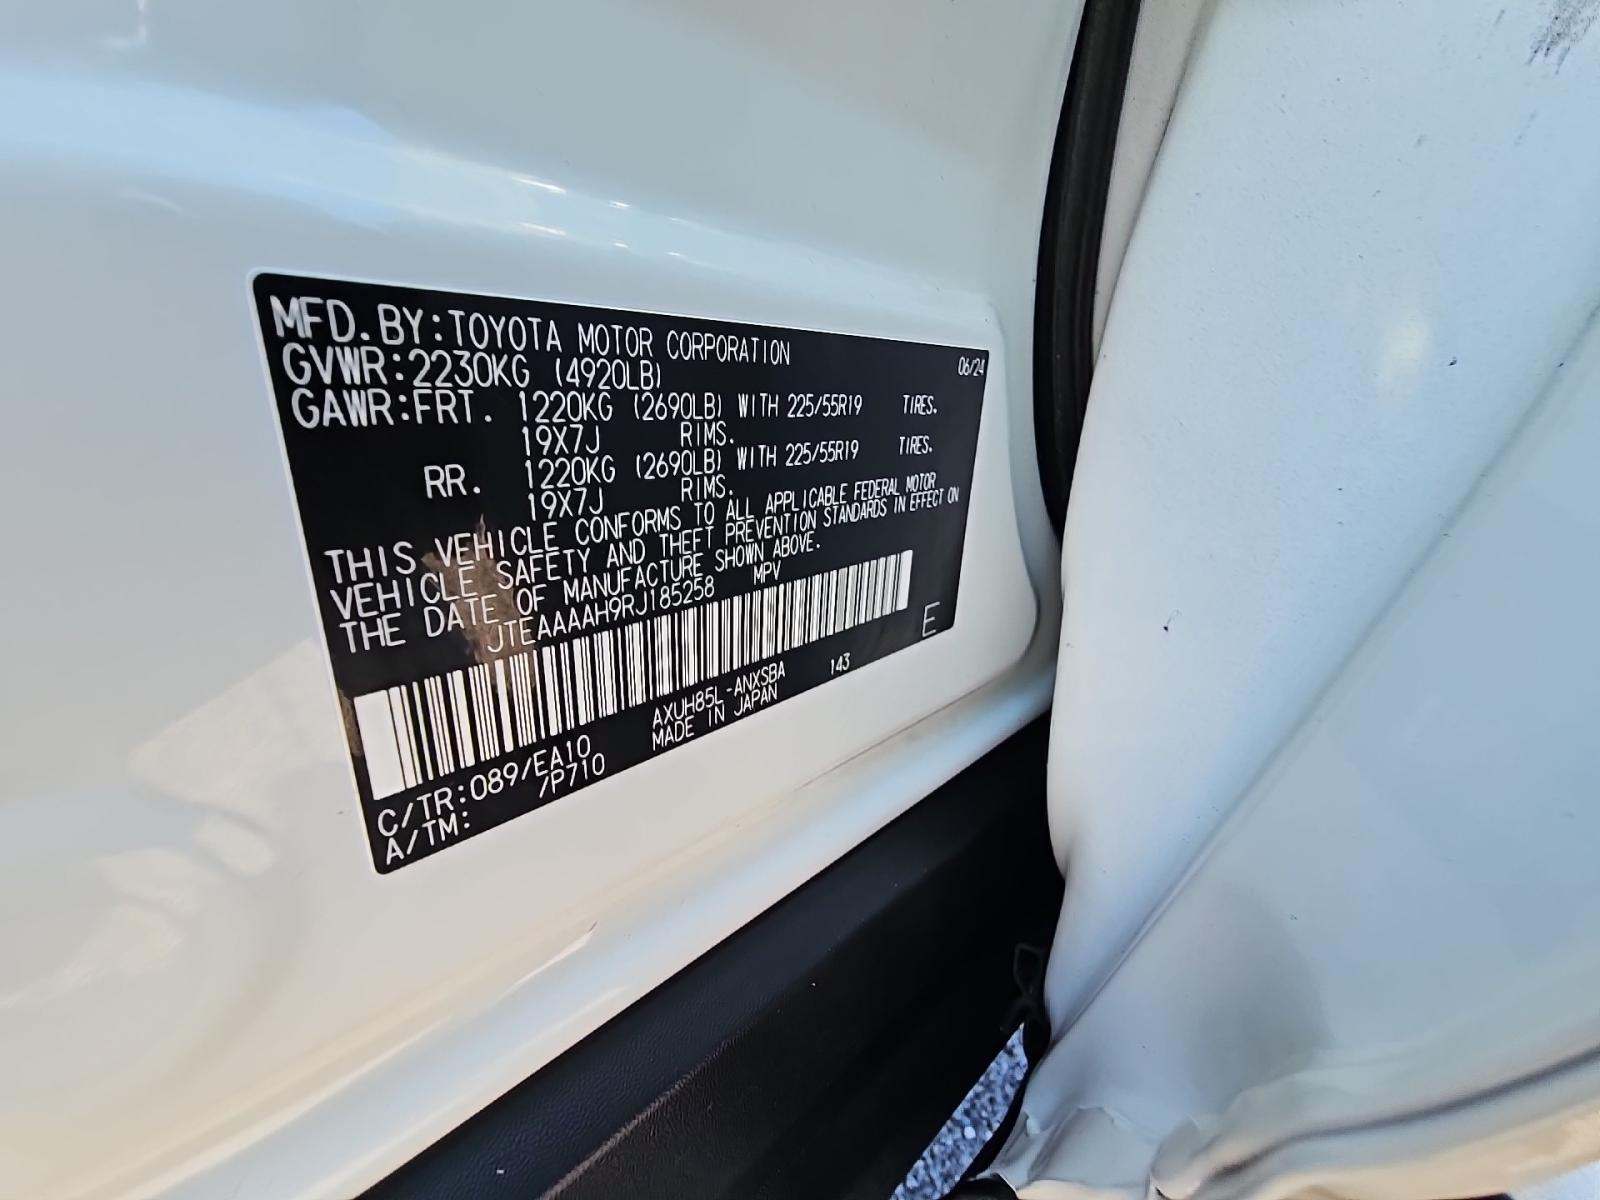 MFD. BY:TOYOTA MOTOR CORPORATION 06/24
GVWR:2230KG (4920LB)
GAWR:FRT. 1220KG (2690LB) WITH 225/55R19 TIRES.
19X7J RIMS.
RR. 1220KG (2690LB) WITH 225/55R19 TIRES.
19X7J RIMS.
THIS VEHICLE CONFORMS TO ALL APPLICABLE FEDERAL MOTOR
VEHICLE SAFETY AND THEFT PREVENTION STANDARDS IN EFFECT ON
THE DATE OF MANUFACTURE SHOWN ABOVE.
JTEAAAAH9RJ185258 MPV
E
C/TR:089/EA10 AXUH85L-ANXSBA 143
A/TM: /P710 MADE IN JAPAN